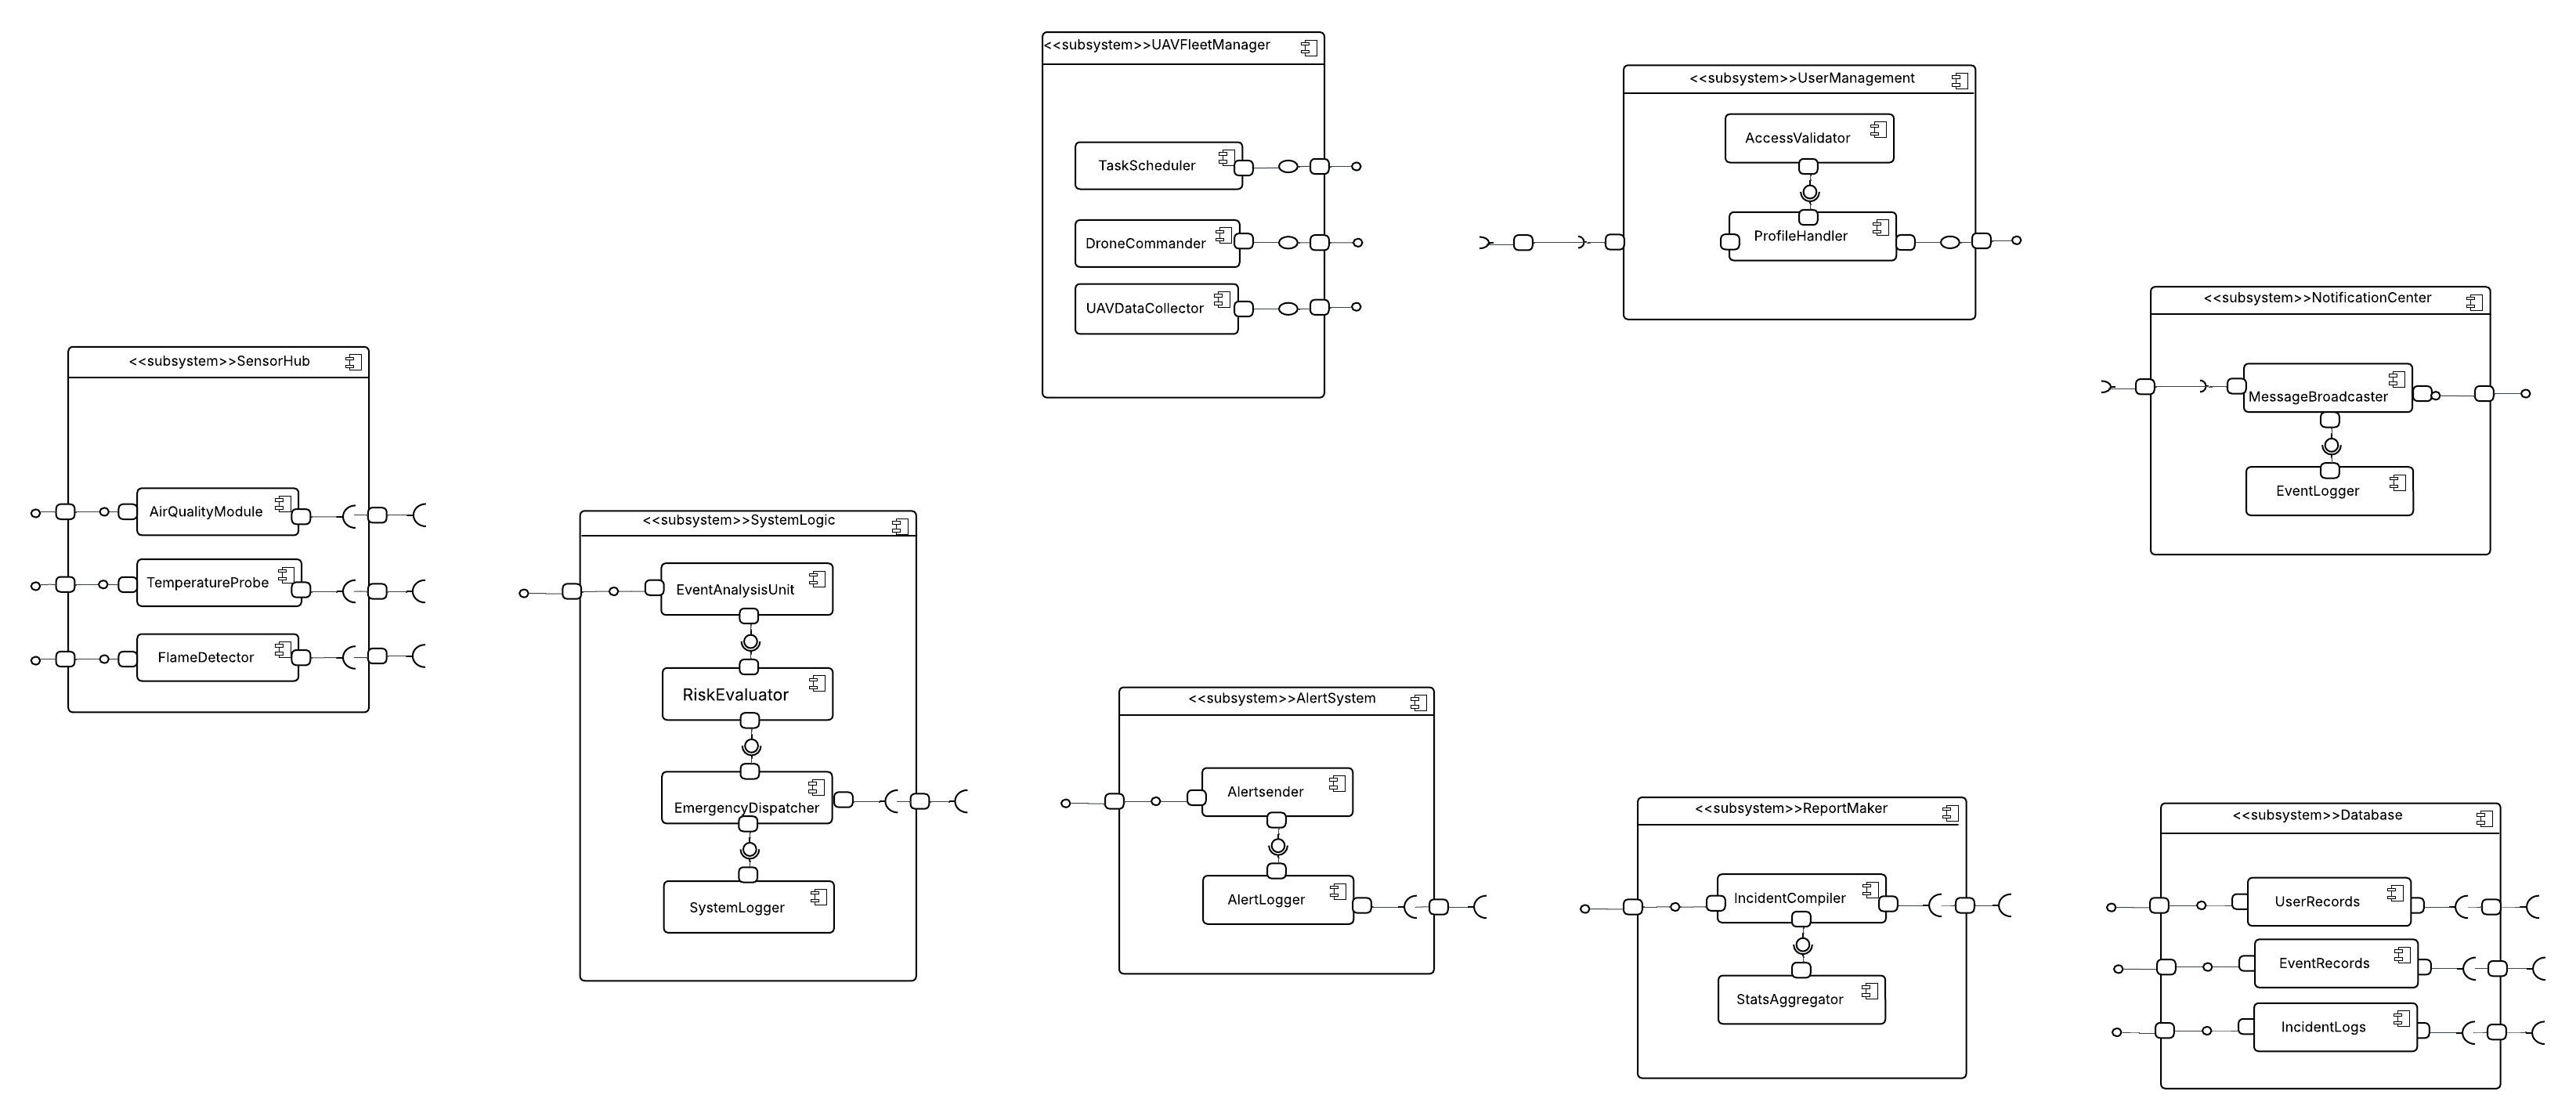 <<subsystem>>UAVFleetManager
TaskScheduler
DroneCommander
UAVDataCollector
<<subsystem>>UserManagement
AccessValidator
ProfileHandler
<<subsystem>>NotificationCenter
MessageBroadcaster
EventLogger
<<subsystem>>SensorHub
AirQualityModule
TemperatureProbe
FlameDetector
<<subsystem>>SystemLogic
EventAnalysisUnit
RiskEvaluator
EmergencyDispatcher
SystemLogger
<<subsystem>>AlertSystem
Alertsender
AlertLogger
<<subsystem>>ReportMaker
IncidentCompiler
StatsAggregator
<<subsystem>>Database
UserRecords
EventRecords
IncidentLogs